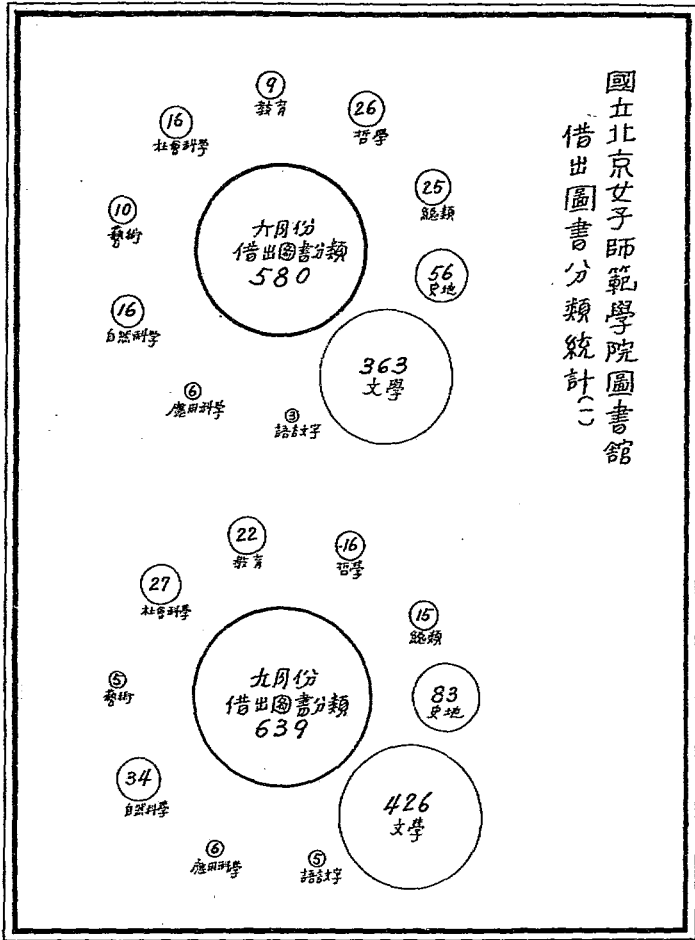 國立北京女子師範學院圖書館
借出圖書分類統計(一)
9
教育
26
哲學
16
社會科學
25
總類
10
藝術
六月份
借出圖書分類
580
56
史地
16
自然科學
363
文學
6
應用科學
3
語言文字
22
教育
16
哲學
27
社會科學
15
總類
5
藝術
九月份
借出圖書分類
639
83
史地
34
自然科學
426
文學
6
應用科學
5
語言文字